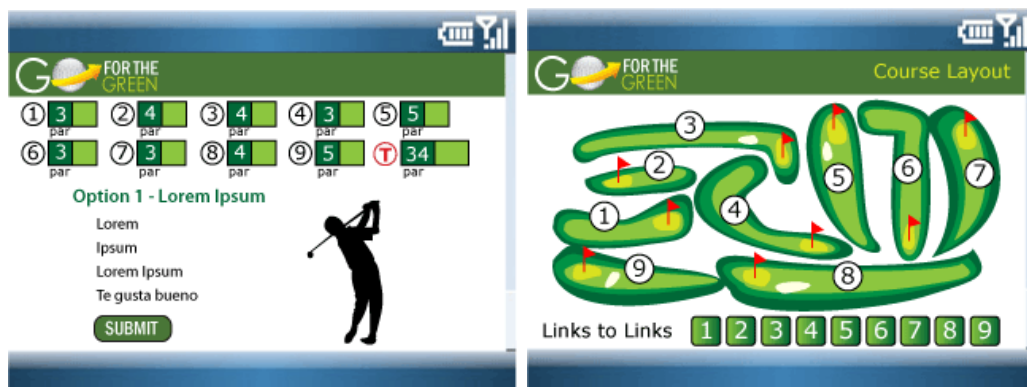 GO FOR THE
GREEN
1 3 2 4 3 4 4 3 5 5
par par par par par
6 3 7 3 8 4 9 5 T 34
par par par par par
Option 1 - Lorem Ipsum
Lorem
Ipsum
Lorem Ipsum
Te gusta bueno
SUBMIT
GO FOR THE
GREEN
Course Layout
3
2
1
4
5
6
7
9
8
Links to Links 1 2 3 4 5 6 7 8 9